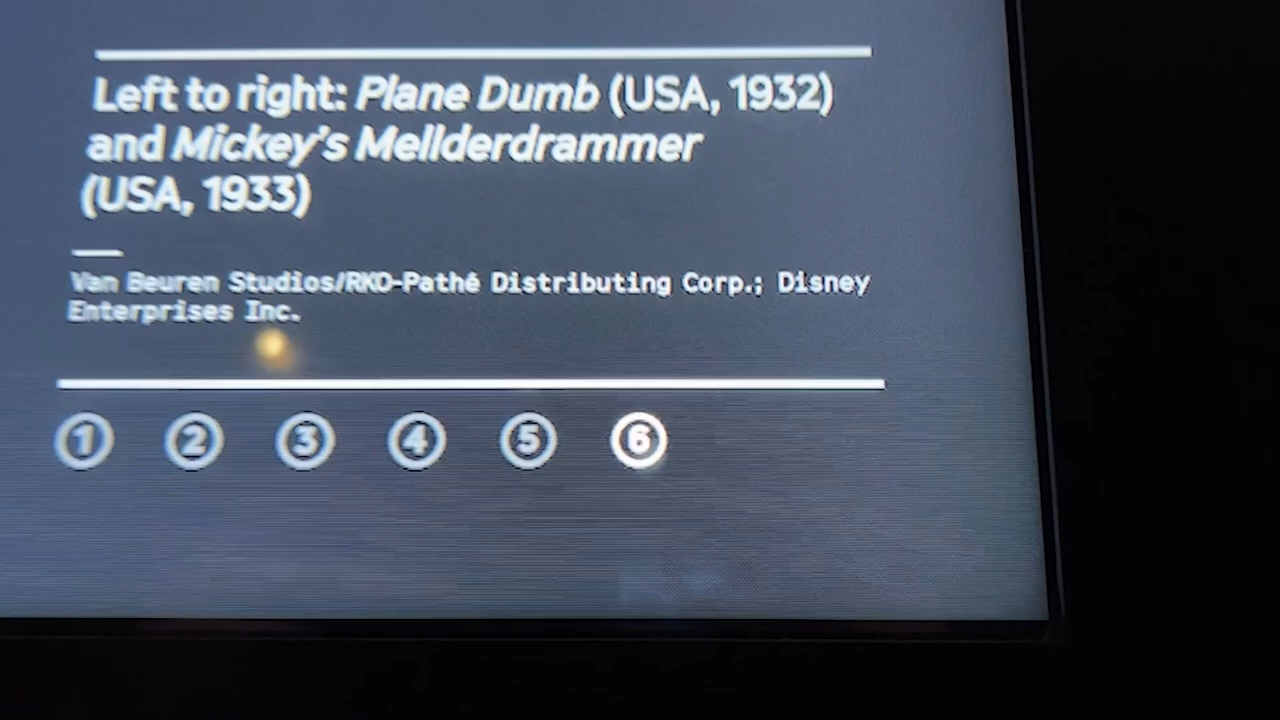 Left to right: Plane Dumb (USA, 1932)
and Mickey's Mellderdrammer
(USA, 1933)
Van Beuren Studios/RKO-Pathé Distributing Corp.; Disney
Enterprises Inc.
1 2 3 4 5 6